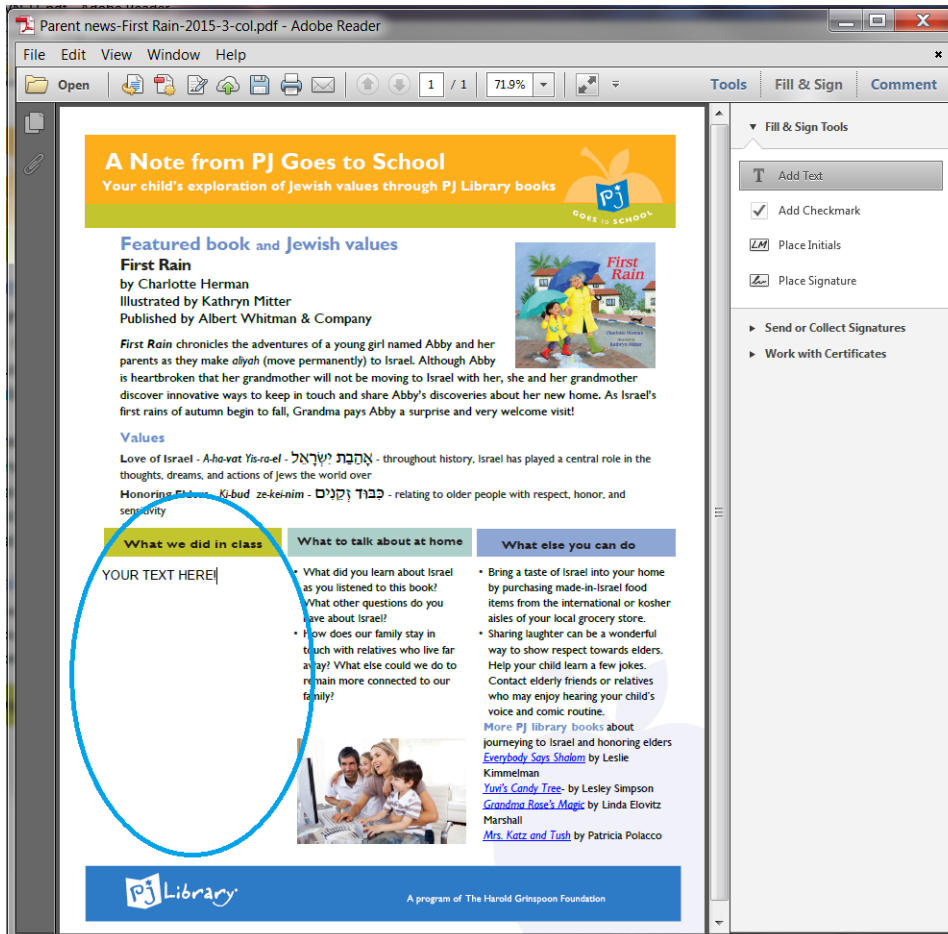 Parent news-First Rain-2015-3-col.pdf - Adobe Reader
File Edit View Window Help
Open
1 / 1
71.9%
Tools
Fill & Sign
Comment
Fill & Sign Tools
T Add Text
Add Checkmark
LM Place Initials
Place Signature
Send or Collect Signatures
Work with Certificates
A Note from PJ Goes to School
Your child's exploration of Jewish values through PJ Library books
Pj
GOES TO SCHOOL
Featured book and Jewish values
First Rain
by Charlotte Herman
Illustrated by Kathryn Mitter
Published by Albert Whitman & Company
First
Rain
Charlotte Herman
Kathryn Mitter
First Rain chronicles the adventures of a young girl named Abby and her
parents as they make aliyah (move permanently) to Israel. Although Abby
is heartbroken that her grandmother will not be moving to Israel with her, she and her grandmother
discover innovative ways to keep in touch and share Abby's discoveries about her new home. As Israel's
first rains of autumn begin to fall, Grandma pays Abby a surprise and very welcome visit!
Values
Love of Israel - A-ha-vat Yis-ra-el - אַהֲבַת יִשְׂרָאֵל - throughout history, Israel has played a central role in the
thoughts, dreams, and actions of Jews the world over
Honoring Elders - Ki-bud ze-kei-nim - כִּבּוּד זְקֵנִים - relating to older people with respect, honor, and
sensitivity
What we did in class
YOUR TEXT HERE!
What to talk about at home
• What did you learn about Israel
as you listened to this book?
What other questions do you
have about Israel?
• How does our family stay in
touch with relatives who live far
away? What else could we do to
remain more connected to our
family?
What else you can do
• Bring a taste of Israel into your home
by purchasing made-in-Israel food
items from the international or kosher
aisles of your local grocery store.
• Sharing laughter can be a wonderful
way to show respect towards elders.
Help your child learn a few jokes.
Contact elderly friends or relatives
who may enjoy hearing your child's
voice and comic routine.
More PJ library books about
journeying to Israel and honoring elders
Everybody Says Shalom by Leslie
Kimmelman
Yuvi's Candy Tree- by Lesley Simpson
Grandma Rose's Magic by Linda Elovitz
Marshall
Mrs. Katz and Tush by Patricia Polacco
Pj Library
A program of The Harold Grinspoon Foundation